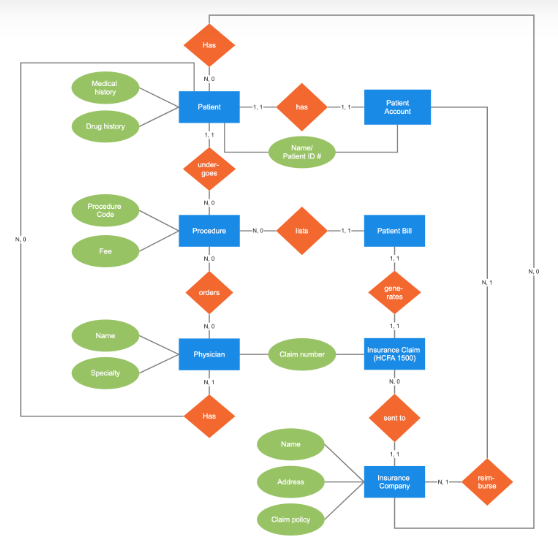 Has
N, 0
Medical
history
Drug history
Patient
1, 1
has
1, 1
Patient
Account
1, 1
Name/
Patient ID #
under-
goes
N, 0
Procedure
Code
Fee
Procedure
N, 0
lists
1, 1
Patient Bill
N, 0
N, 0
1, 1
N, 0
N, 1
orders
gene-
rates
N, 0
1, 1
Name
Specialty
Physician
Claim number
Insurance Claim
(HCFA 1500)
N, 1
N, 0
Has
sent to
1, 1
Name
Address
Claim policy
Insurance
Company
N, 1
reim-
burse